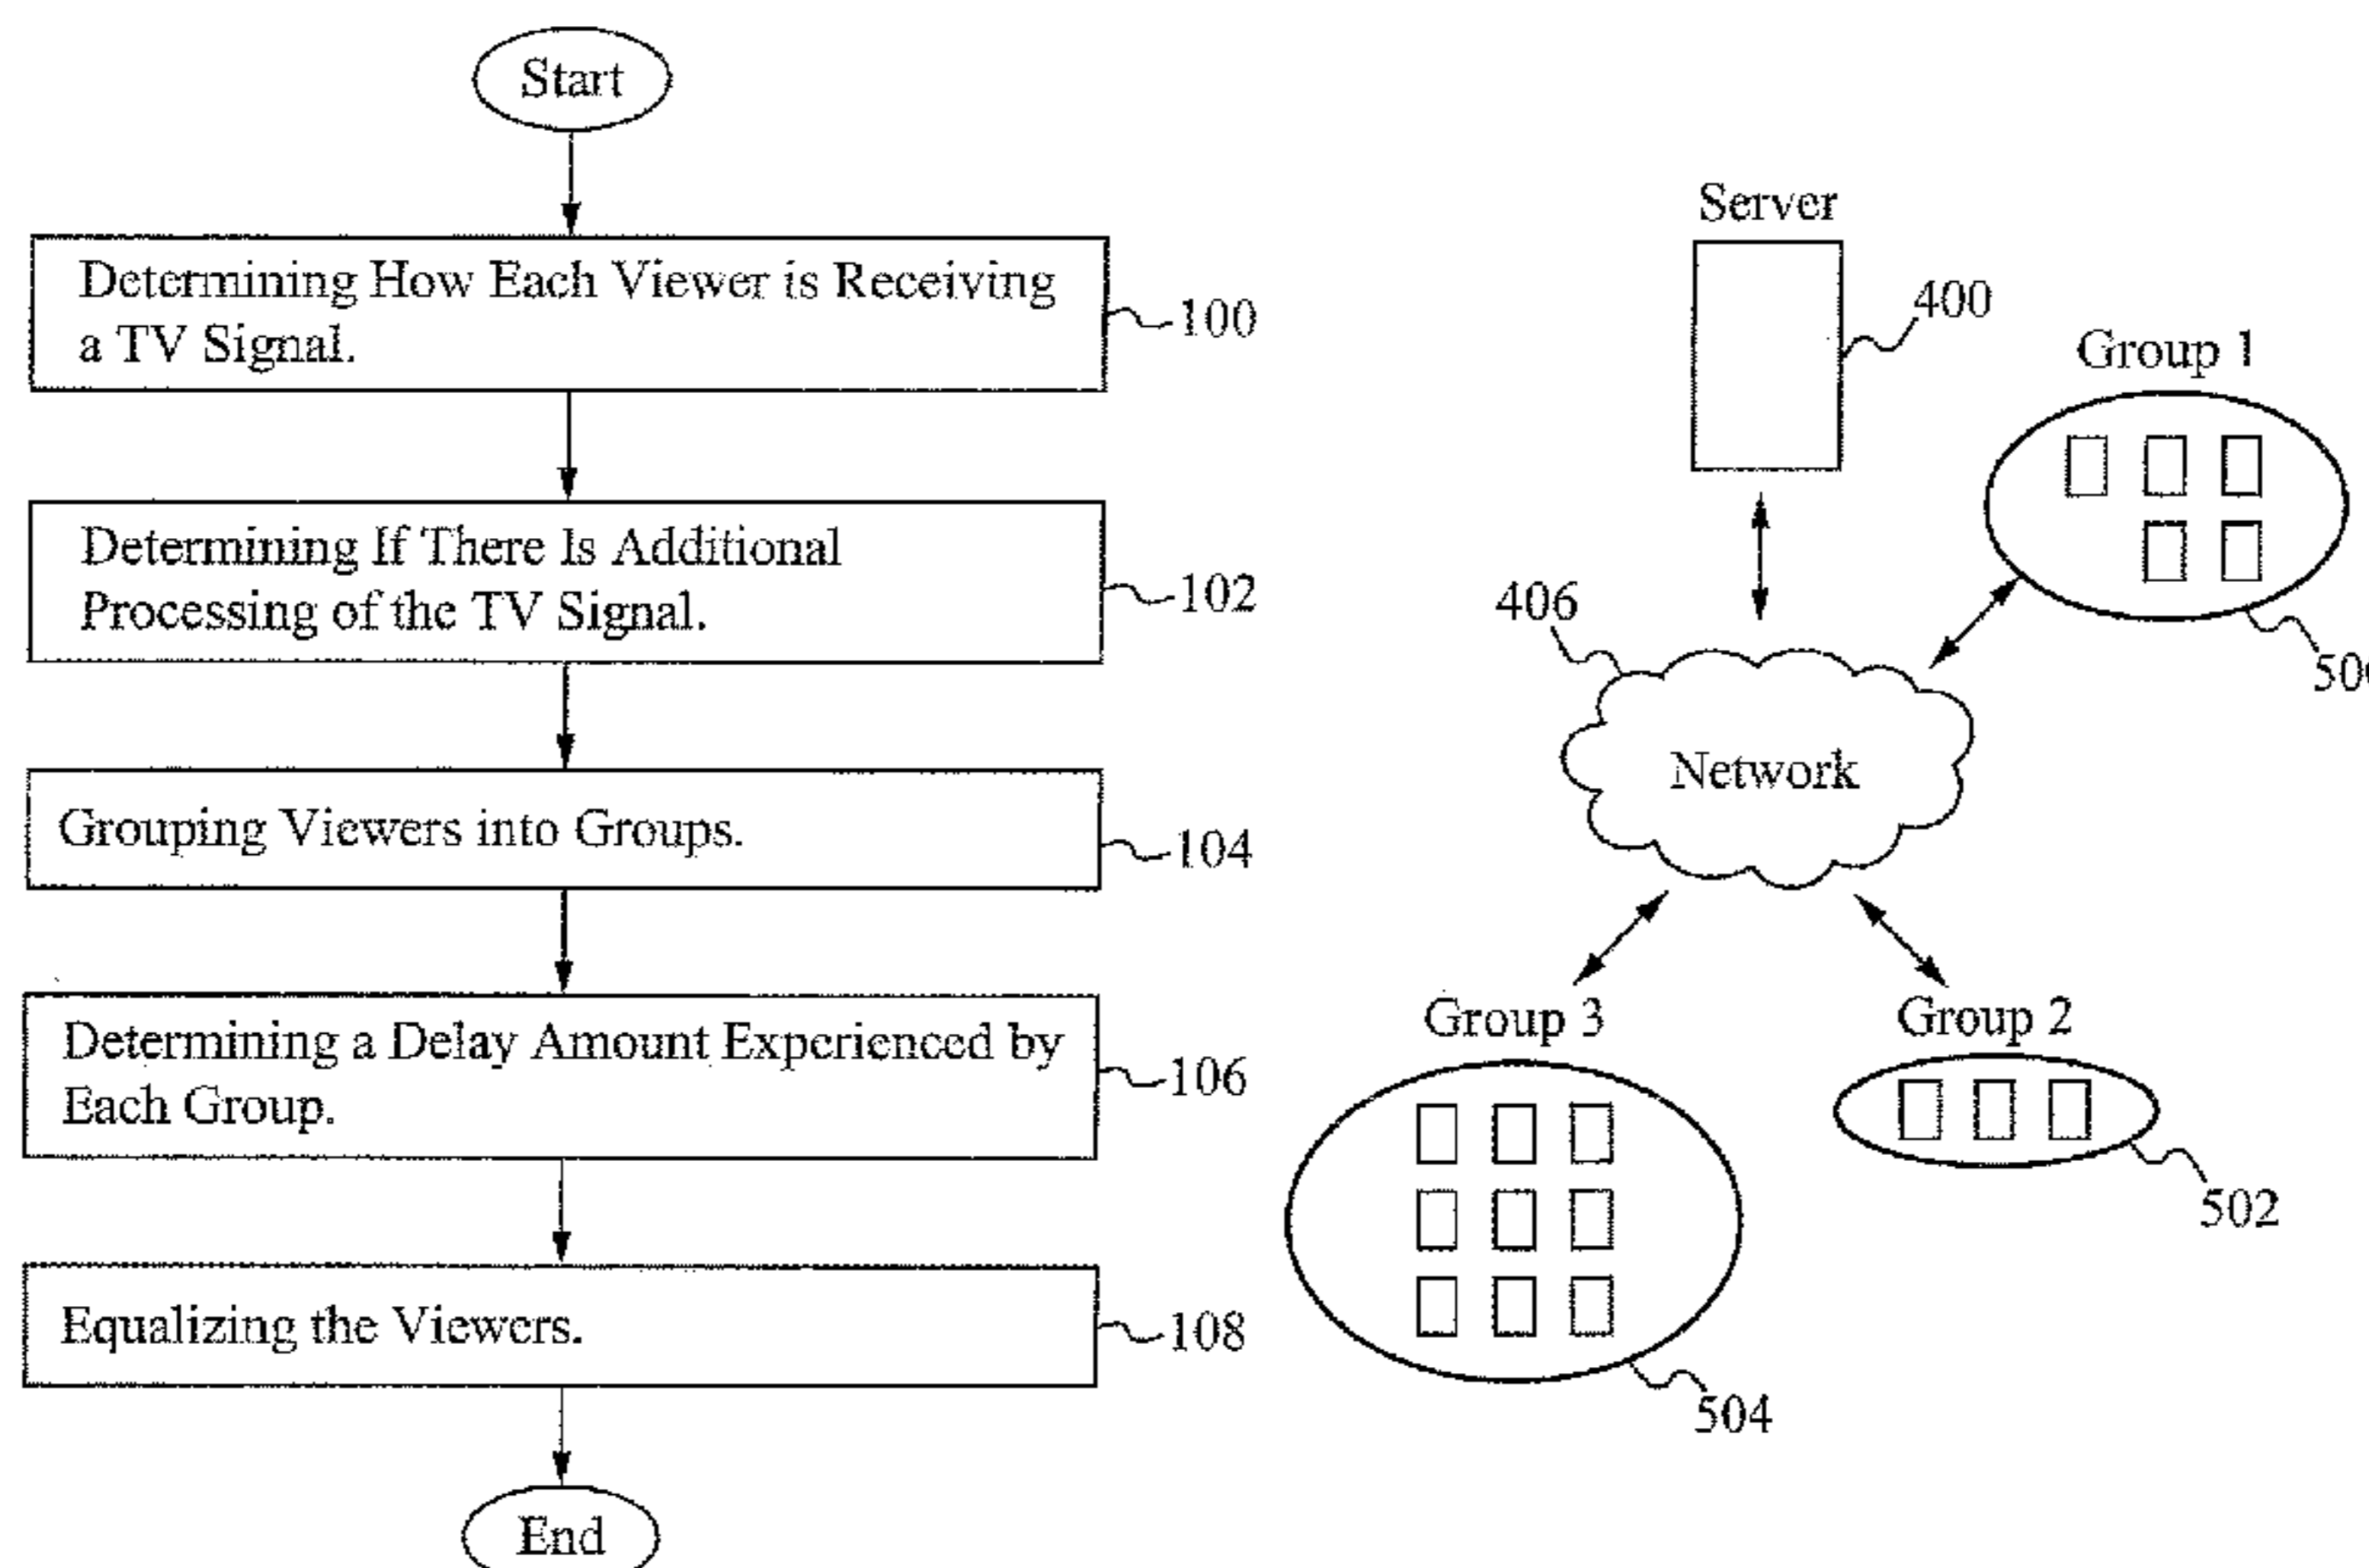 Start
Determining How Each Viewer is Receiving
a TV Signal.
100
Determining If There Is Additional
Processing of the TV Signal.
102
Grouping Viewers into Groups.
104
Determining a Delay Amount Experienced by
Each Group.
106
Equalizing the Viewers.
108
End
Server
400
Group 1
406
Network
Group 3
Group 2
502
504